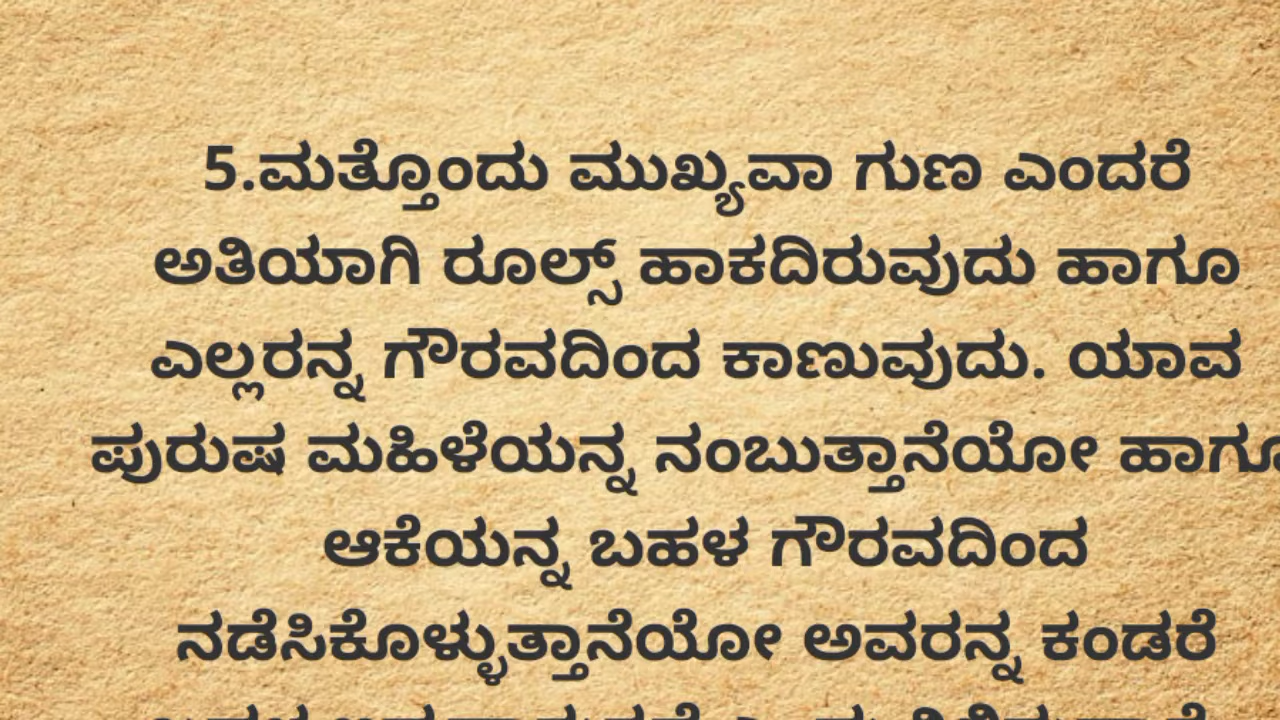 5.ಮತ್ತೊಂದು ಮುಖ್ಯವಾ ಗುಣ ಎಂದರೆ
ಅತಿಯಾಗಿ ರೂಲ್ಸ್ ಹಾಕದಿರುವುದು ಹಾಗೂ
ಎಲ್ಲರನ್ನ ಗೌರವದಿಂದ ಕಾಣುವುದು. ಯಾವ
ಪುರುಷ ಮಹಿಳೆಯನ್ನ ನಂಬುತ್ತಾನೆಯೋ ಹಾಗೂ
ಆಕೆಯನ್ನ ಬಹಳ ಗೌರವದಿಂದ
ನಡೆಸಿಕೊಳ್ಳುತ್ತಾನೆಯೋ ಅವರನ್ನ ಕಂಡರೆ